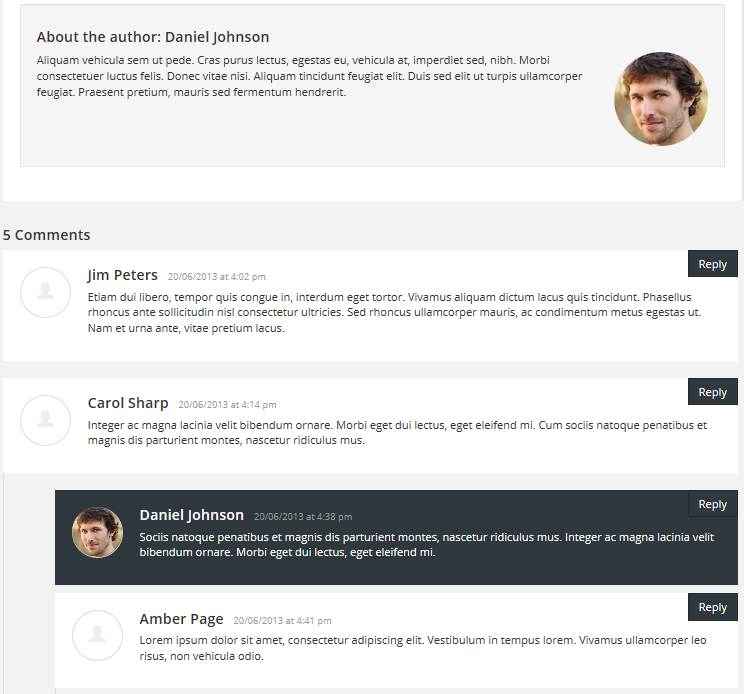 About the author: Daniel Johnson
Aliquam vehicula sem ut pede. Cras purus lectus, egestas eu, vehicula at, imperdiet sed, nibh. Morbi
consectetuer luctus felis. Donec vitae nisi. Aliquam tincidunt feugiat elit. Duis sed elit ut turpis ullamcorper
feugiat. Praesent pretium, mauris sed fermentum hendrerit.
5 Comments
Jim Peters 20/06/2013 at 4:02 pm
Reply
Etiam dui libero, tempor quis congue in, interdum eget tortor. Vivamus aliquam dictum lacus quis tincidunt. Phasellus
rhoncus ante sollicitudin nisl consectetur ultricies. Sed rhoncus ullamcorper mauris, ac condimentum metus egestas ut.
Nam et urna ante, vitae pretium lacus.
Carol Sharp 20/06/2013 at 4:14 pm
Reply
Integer ac magna lacinia velit bibendum ornare. Morbi eget dui lectus, eget eleifend mi. Cum sociis natoque penatibus et
magnis dis parturient montes, nascetur ridiculus mus.
Daniel Johnson 20/06/2013 at 4:38 pm
Reply
Sociis natoque penatibus et magnis dis parturient montes, nascetur ridiculus mus. Integer ac magna lacinia velit
bibendum ornare. Morbi eget dui lectus, eget eleifend mi.
Amber Page 20/06/2013 at 4:41 pm
Reply
Lorem ipsum dolor sit amet, consectetur adipiscing elit. Vestibulum in tempus lorem. Vivamus ullamcorper leo
risus, non vehicula odio.